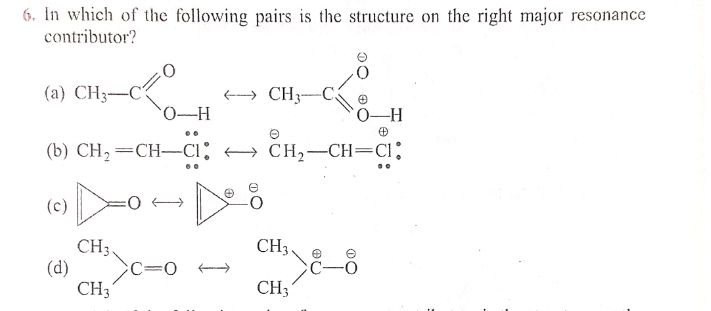 6. In which of the following pairs is the structure on the right major resonance
contributor?
(a) CH₃—C O O—H ⟷ CH₃—C O ⊖ O—H ⊕
(b) CH₂=CH—Cl: ⟷ CH₂—CH=Cl: ⊖ ⊕
(c) =O ⟷ ⊕ ⊖ O
(d) CH₃ CH₃ C=O ⟷ CH₃ CH₃ C—O ⊕ ⊖